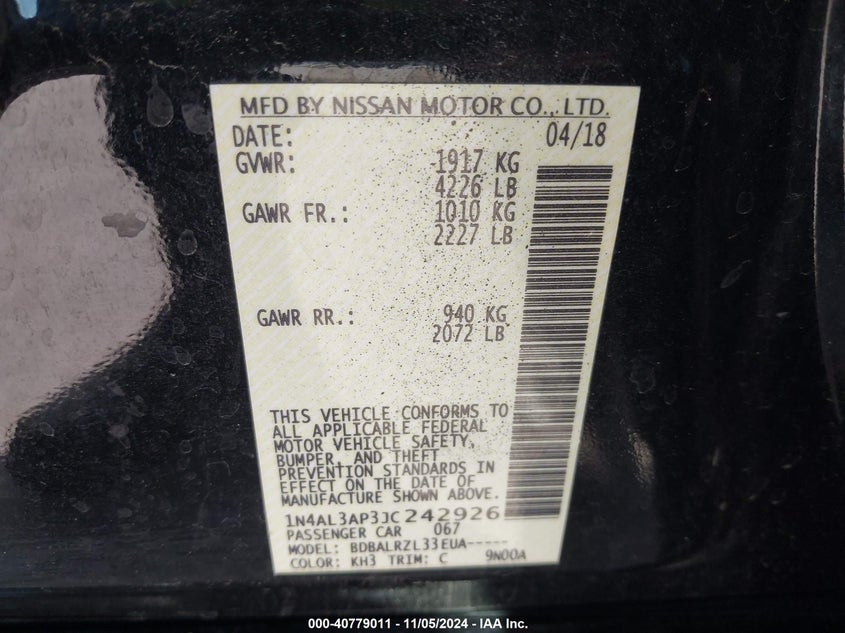 MFD BY NISSAN MOTOR CO., LTD.
DATE: 04/18
GVWR: 1917 KG
4226 LB
GAWR FR.: 1010 KG
2227 LB
GAWR RR.: 940 KG
2072 LB
THIS VEHICLE CONFORMS TO
ALL APPLICABLE FEDERAL
MOTOR VEHICLE SAFETY,
BUMPER, AND THEFT
PREVENTION STANDARDS IN
EFFECT ON THE DATE OF
MANUFACTURE SHOWN ABOVE.
1N4AL3AP3JC242926
PASSENGER CAR 067
MODEL: BDBALRZL33EUA-----
COLOR: KH3 TRIM: C 9N00A
000-40779011 - 11/05/2024 - IAA Inc.